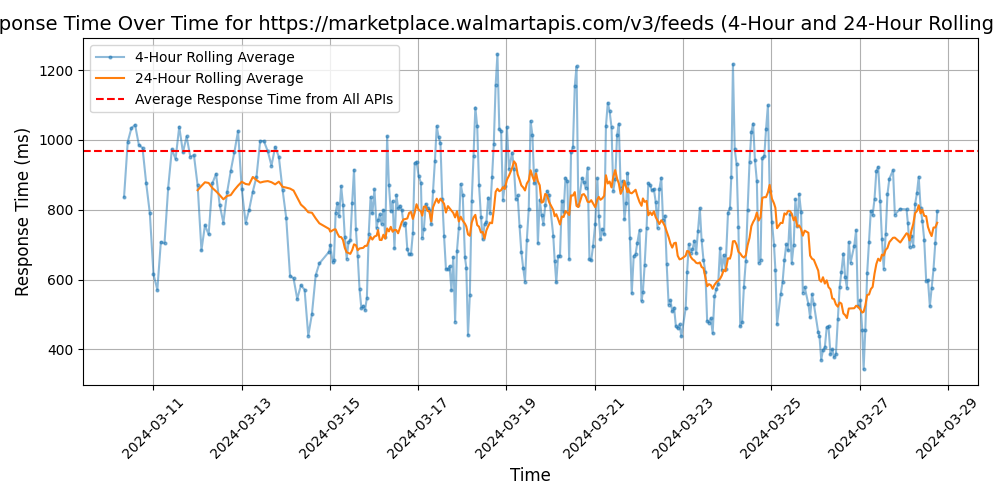 ponse Time Over Time for https://marketplace.walmartapis.com/v3/feeds (4-Hour and 24-Hour Rolling
4-Hour Rolling Average
24-Hour Rolling Average
Average Response Time from All APIs
Response Time (ms)
1200
1000
800
600
400
2024-03-11
2024-03-13
2024-03-15
2024-03-17
2024-03-19
2024-03-21
2024-03-23
2024-03-25
2024-03-27
2024-03-29
Time